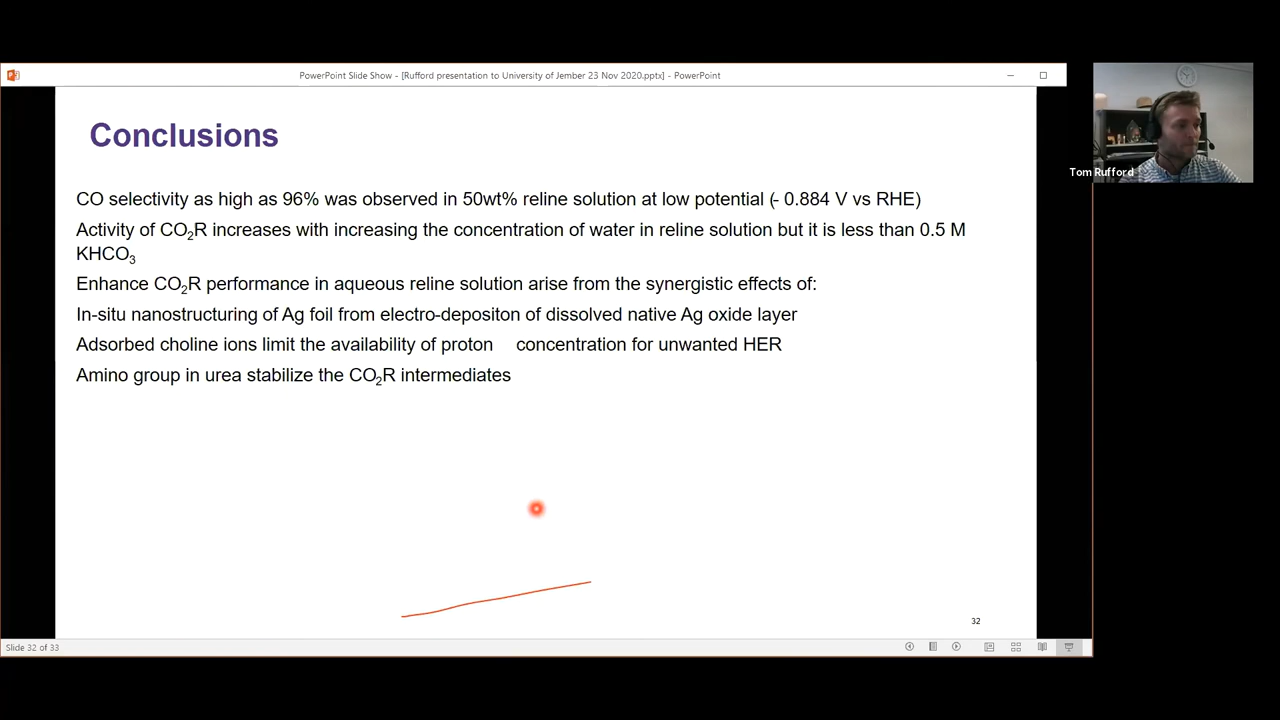 PowerPoint Slide Show - [Rufford presentation to University of Jember 23 Nov 2020.pptx] - PowerPoint
Conclusions
CO selectivity as high as 96% was observed in 50wt% reline solution at low potential (- 0.884 V vs RHE)
Activity of CO₂R increases with increasing the concentration of water in reline solution but it is less than 0.5 M
KHCO₃
Enhance CO₂R performance in aqueous reline solution arise from the synergistic effects of:
In-situ nanostructuring of Ag foil from electro-depositon of dissolved native Ag oxide layer
Adsorbed choline ions limit the availability of proton concentration for unwanted HER
Amino group in urea stabilize the CO₂R intermediates
32
Slide 32 of 33
Tom Rufford